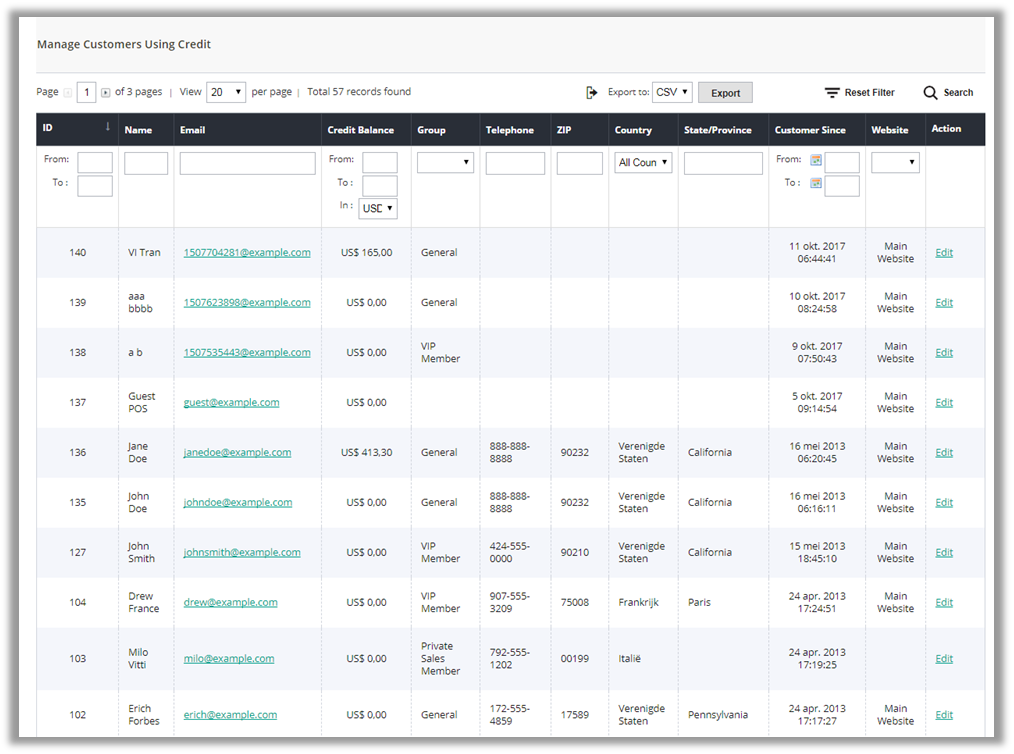 Manage Customers Using Credit
Page 1 of 3 pages | View 20 per page | Total 57 records found Export to: CSV Export Reset Filter Search
ID Name Email Credit Balance Group Telephone ZIP Country State/Province Customer Since Website Action
From: From: All Coun From:
To : To : To :
In : USD
140 VI Tran 1507704281@example.com US$ 165,00 General 11 okt. 2017 06:44:41 Main Website Edit
139 aaa bbbb 1507623898@example.com US$ 0,00 General 10 okt. 2017 08:24:58 Main Website Edit
138 a b 1507535443@example.com US$ 0,00 VIP Member 9 okt. 2017 07:50:43 Main Website Edit
137 Guest POS guest@example.com US$ 0,00 5 okt. 2017 09:14:54 Main Website Edit
136 Jane Doe janedoe@example.com US$ 413,30 General 888-888-8888 90232 Verenigde Staten California 16 mei 2013 06:20:45 Main Website Edit
135 John Doe johndoe@example.com US$ 0,00 General 888-888-8888 90232 Verenigde Staten California 16 mei 2013 06:16:11 Main Website Edit
127 John Smith johnsmith@example.com US$ 0,00 VIP Member 424-555-0000 90210 Verenigde Staten California 15 mei 2013 18:45:10 Main Website Edit
104 Drew France drew@example.com US$ 0,00 VIP Member 907-555-3209 75008 Frankrijk Paris 24 apr. 2013 17:24:51 Main Website Edit
103 Milo Vitti milo@example.com US$ 0,00 Private Sales Member 792-555-1202 00199 Italië 24 apr. 2013 17:19:25 Main Website Edit
102 Erich Forbes erich@example.com US$ 0,00 General 172-555-4859 17589 Verenigde Staten Pennsylvania 24 apr. 2013 17:17:27 Main Website Edit